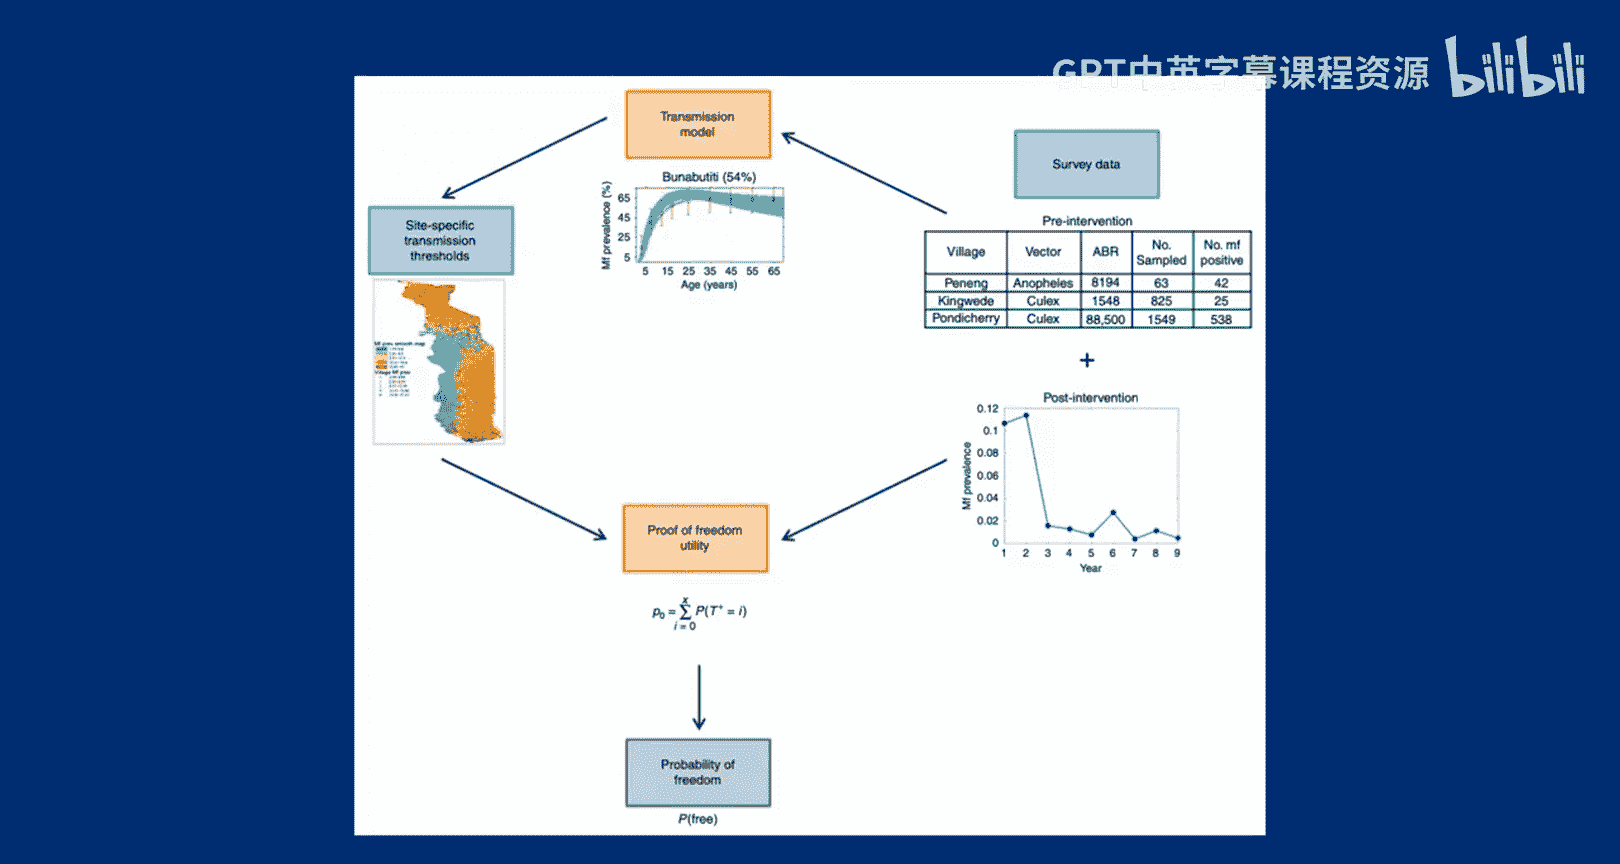 GPT中英字幕课程资源 bilibili
Transmission
model
Survey data
Bunabutiti (54%)
Mf prevalence (%)
65
45
25
5
5 15 25 35 45 55 65
Age (years)
Site-specific
transmission
thresholds
Pre-intervention
Village Vector ABR No. Sampled No. mf positive
Peneng Anopheles 8194 63 42
Kingwede Culex 1548 825 25
Pondicherry Culex 88,500 1549 538
+
Post-intervention
Mf prevalence
0.12
0.1
0.08
0.06
0.04
0.02
0
1 2 3 4 5 6 7 8 9
Year
Proof of freedom
utility
p₀ = Σ P(T⁺ = i)
x
i = 0
Probability of
freedom
P(free)